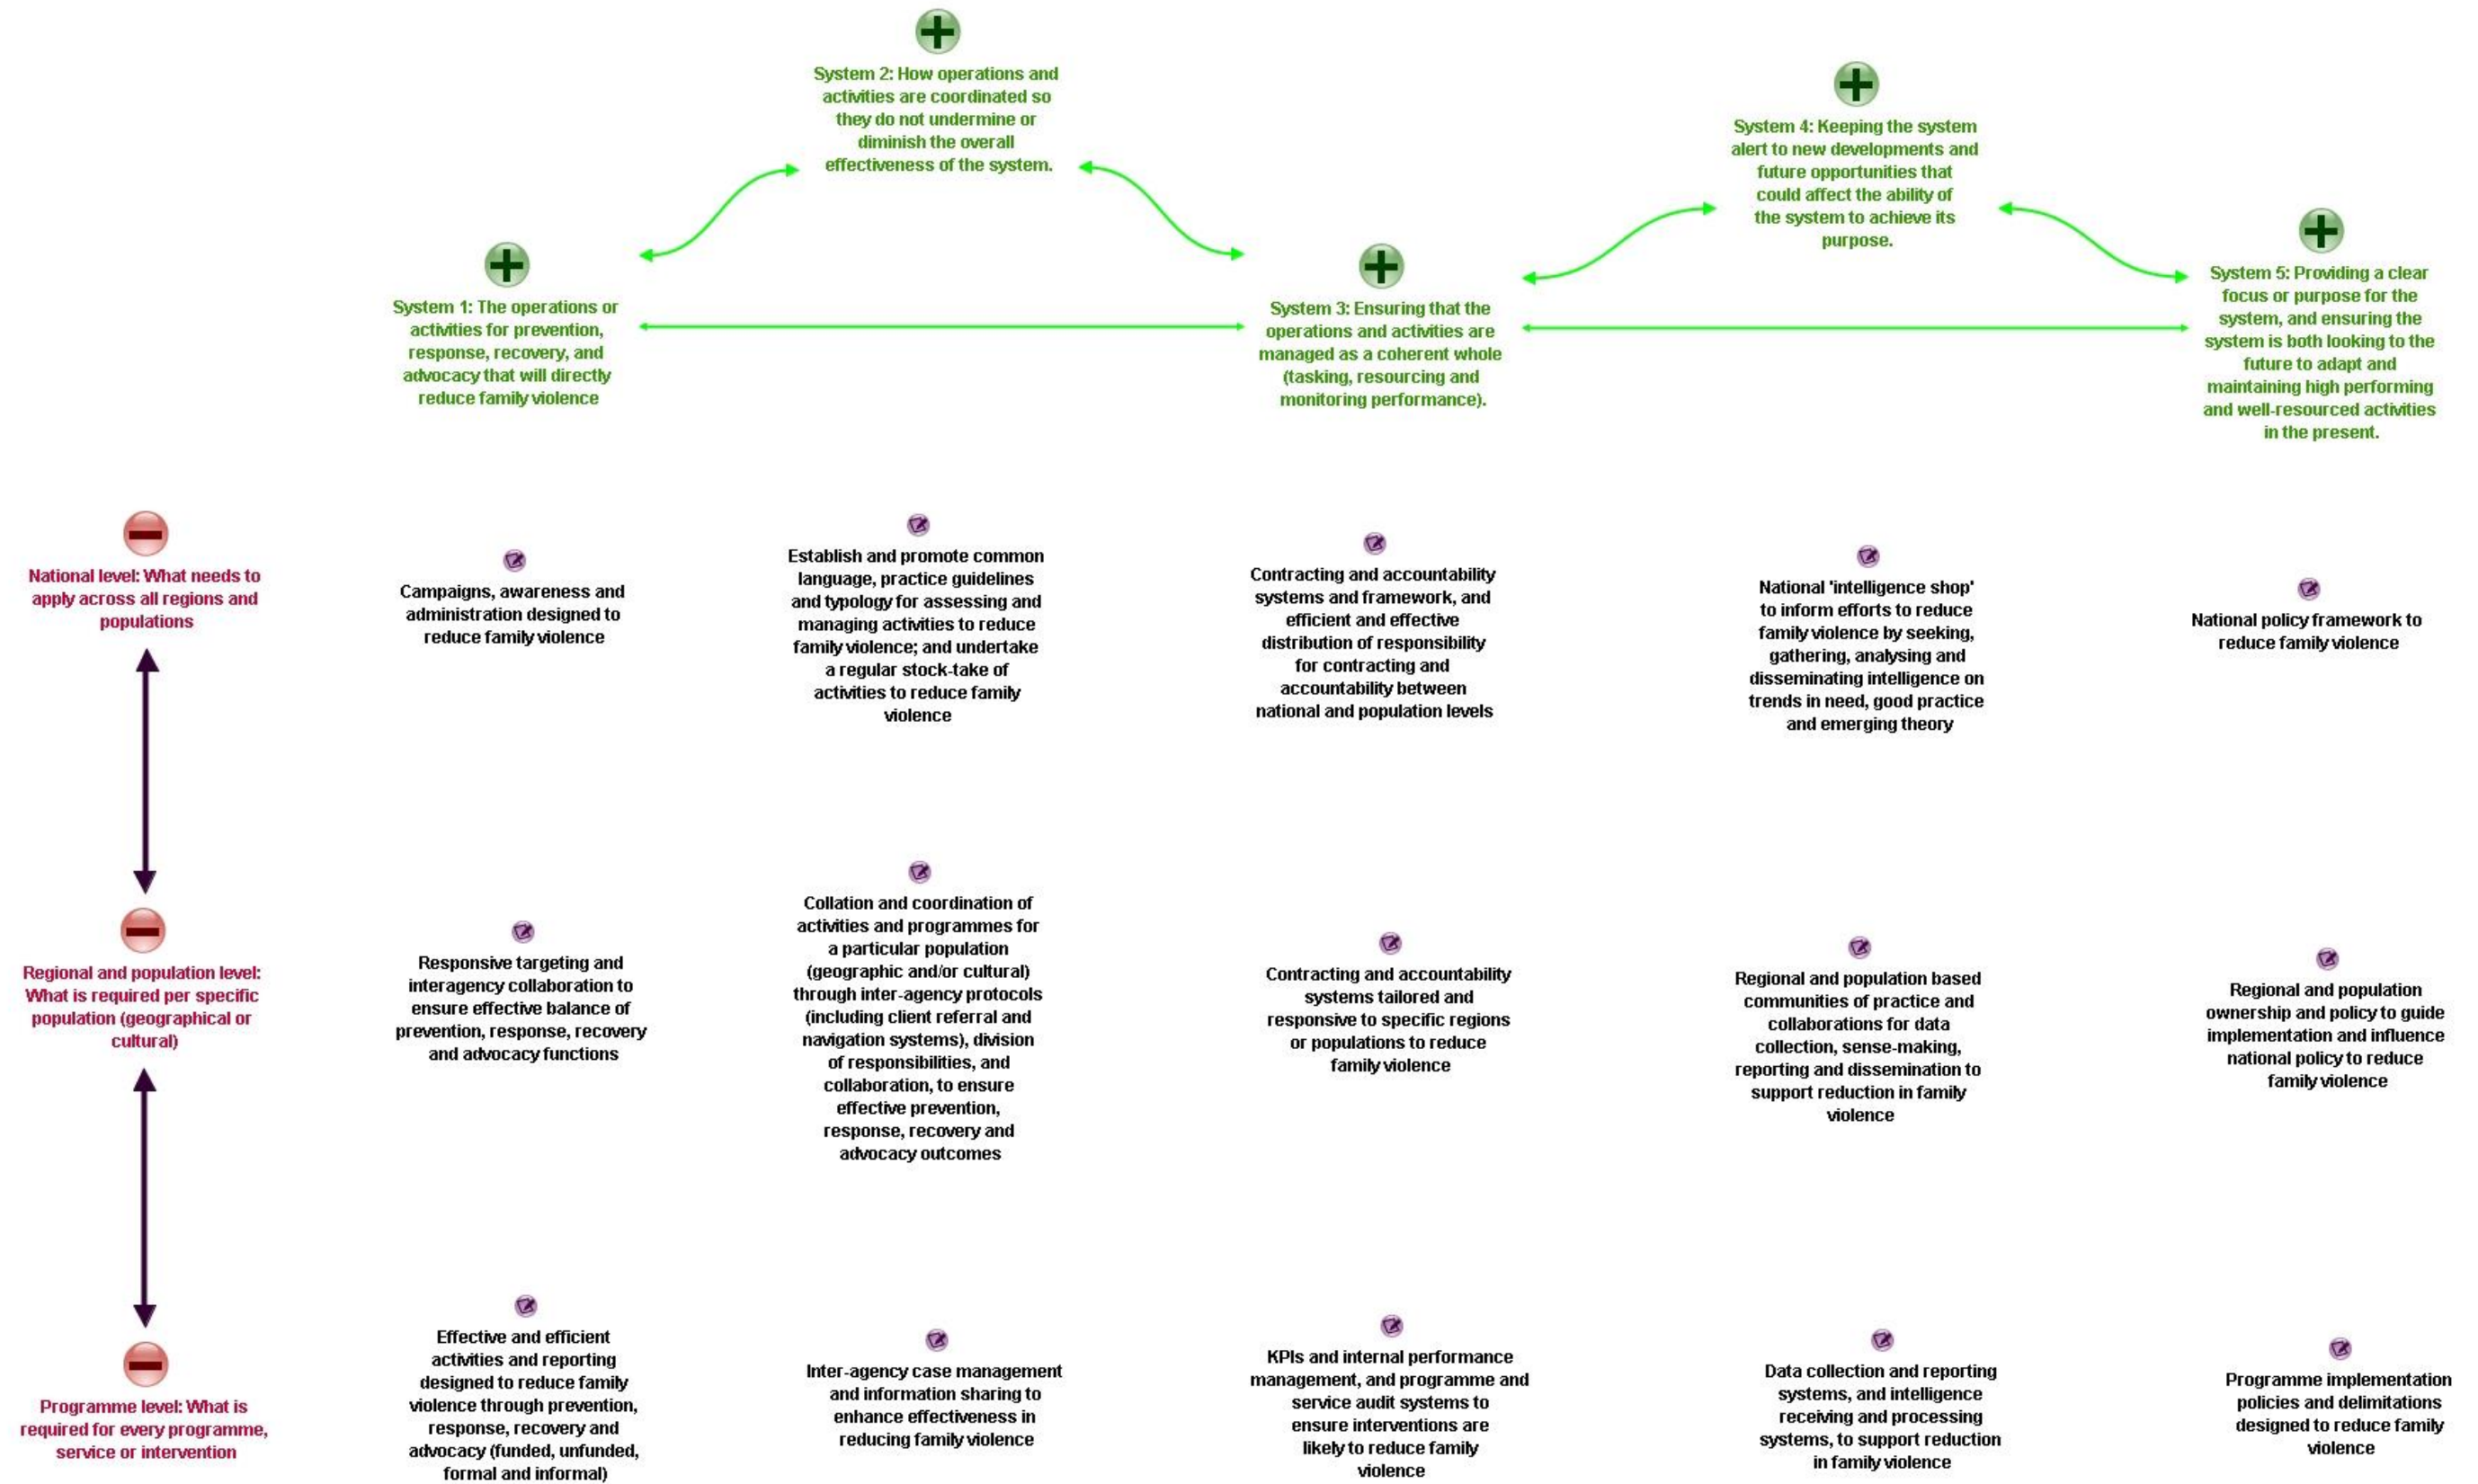 System 2: How operations and
activities are coordinated so
they do not undermine or
diminish the overall
effectiveness of the system.
System 4: Keeping the system
alert to new developments and
future opportunities that
could affect the ability of
the system to achieve its
purpose.
System 1: The operations or
activities for prevention,
response, recovery, and
advocacy that will directly
reduce family violence
System 3: Ensuring that the
operations and activities are
managed as a coherent whole
(tasking, resourcing and
monitoring performance).
System 5: Providing a clear
focus or purpose for the
system, and ensuring the
system is both looking to the
future to adapt and
maintaining high performing
and well-resourced activities
in the present.
National level: What needs to
apply across all regions and
populations
Campaigns, awareness and
administration designed to
reduce family violence
Establish and promote common
language, practice guidelines
and typology for assessing and
managing activities to reduce
family violence; and undertake
a regular stock-take of
activities to reduce family
violence
Contracting and accountability
systems and framework, and
efficient and effective
distribution of responsibility
for contracting and
accountability between
national and population levels
National 'intelligence shop'
to inform efforts to reduce
family violence by seeking,
gathering, analysing and
disseminating intelligence on
trends in need, good practice
and emerging theory
National policy framework to
reduce family violence
Regional and population level:
What is required per specific
population (geographical or
cultural)
Responsive targeting and
interagency collaboration to
ensure effective balance of
prevention, response, recovery
and advocacy functions
Collation and coordination of
activities and programmes for
a particular population
(geographic and/or cultural)
through inter-agency protocols
(including client referral and
navigation systems), division
of responsibilities, and
collaboration, to ensure
effective prevention,
response, recovery and
advocacy outcomes
Contracting and accountability
systems tailored and
responsive to specific regions
or populations to reduce
family violence
Regional and population based
communities of practice and
collaborations for data
collection, sense-making,
reporting and dissemination to
support reduction in family
violence
Regional and population
ownership and policy to guide
implementation and influence
national policy to reduce
family violence
Programme level: What is
required for every programme,
service or intervention
Effective and efficient
activities and reporting
designed to reduce family
violence through prevention,
response, recovery and
advocacy (funded, unfunded,
formal and informal)
Inter-agency case management
and information sharing to
enhance effectiveness in
reducing family violence
KPIs and internal performance
management, and programme and
service audit systems to
ensure interventions are
likely to reduce family
violence
Data collection and reporting
systems, and intelligence
receiving and processing
systems, to support reduction
in family violence
Programme implementation
policies and delimitations
designed to reduce family
violence